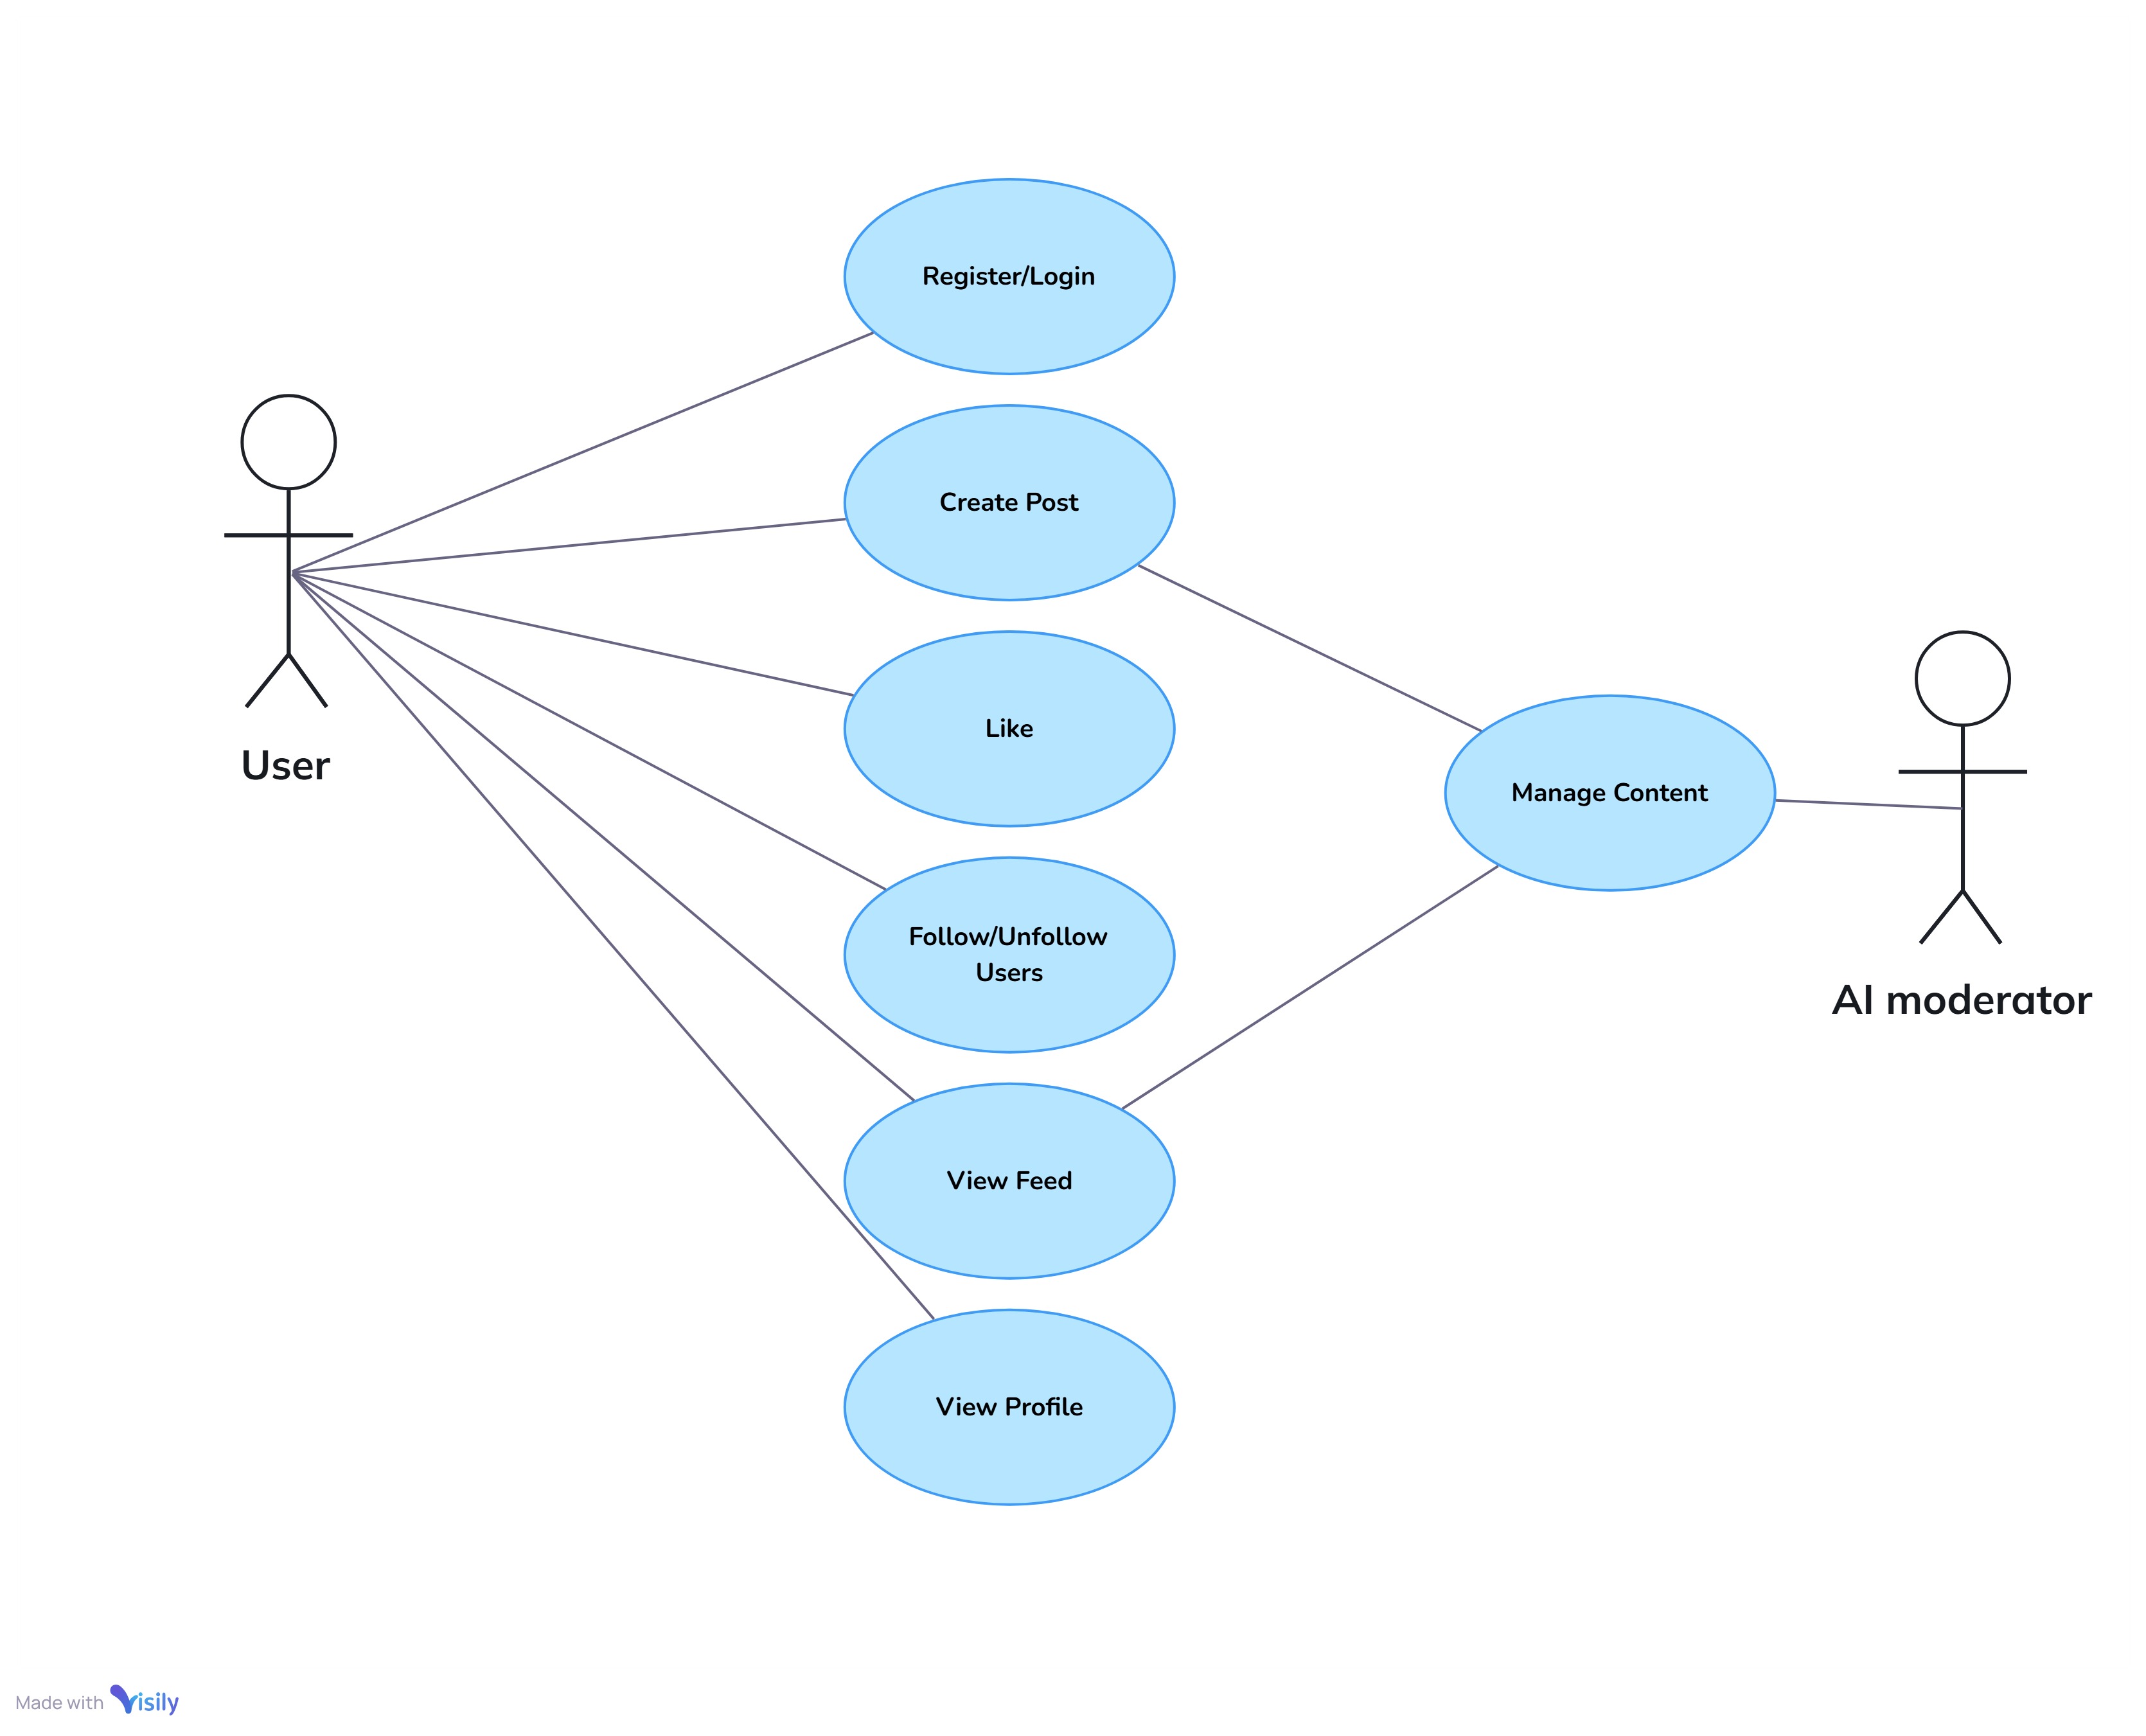 Register/Login
Create Post
Like
User
Manage Content
Follow/Unfollow
Users
AI moderator
View Feed
View Profile
Made with Visily